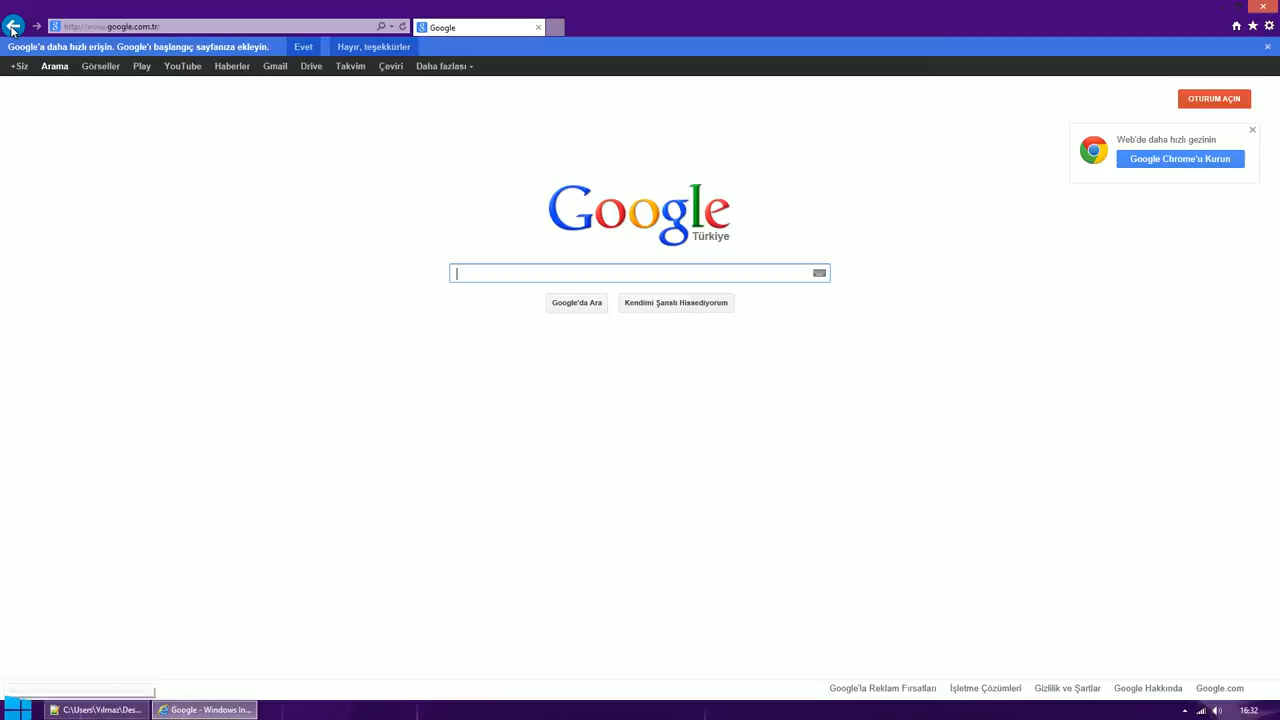 http://www.google.com.tr/
Google
Google'a daha hızlı erişin. Google'ı başlangıç sayfanıza ekleyin. Evet Hayır, teşekkürler
+Siz Arama Görseller Play YouTube Haberler Gmail Drive Takvim Çeviri Daha fazlası
OTURUM AÇIN
Web'de daha hızlı gezinin
Google Chrome'u Kurun
Google
Türkiye
Google'da Ara Kendimi Şanslı Hissediyorum
Google'la Reklam Fırsatları İşletme Çözümleri Gizlilik ve Şartlar Google Hakkında Google.com
C:\Users\Yılmaz\Des... Google - Windows In... 16:32